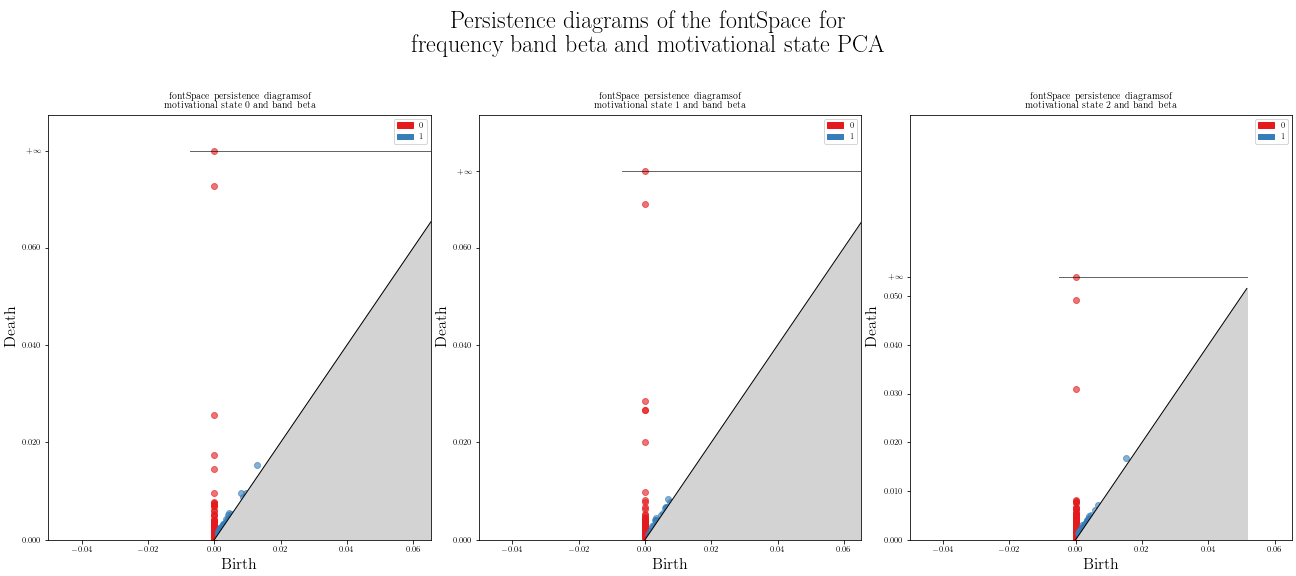 Persistence diagrams of the fontSpace for
frequency band beta and motivational state PCA
fontSpace persistence diagramsof
motivational state 0 and band beta
0
1
+∞
0.060
0.040
0.020
0.000
−0.04
−0.02
0.00
0.02
0.04
0.06
Death
Birth
fontSpace persistence diagramsof
motivational state 1 and band beta
0
1
+∞
0.060
0.040
0.020
0.000
−0.04
−0.02
0.00
0.02
0.04
0.06
Death
Birth
fontSpace persistence diagramsof
motivational state 2 and band beta
0
1
+∞
0.050
0.040
0.030
0.020
0.010
0.000
−0.04
−0.02
0.00
0.02
0.04
0.06
Death
Birth